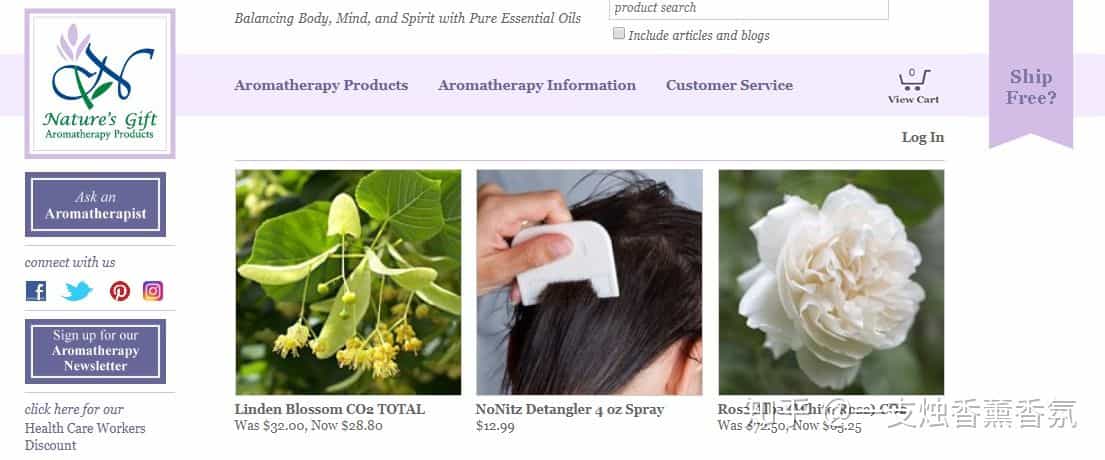 Balancing Body, Mind, and Spirit with Pure Essential Oils
product search
Include articles and blogs
Nature's Gift
Aromatherapy Products
Aromatherapy Products
Aromatherapy Information
Customer Service
0
View Cart
Ship
Free?
Log In
Ask an
Aromatherapist
connect with us
Sign up for our
Aromatherapy
Newsletter
click here for our
Health Care Workers
Discount
Linden Blossom CO2 TOTAL
Was $32.00, Now $28.80
NoNitz Detangler 4 oz Spray
$12.99
Rosa Alba (White Rose) CO2
Was $72.50, Now $65.25
知乎 @一支烛香薰香氛